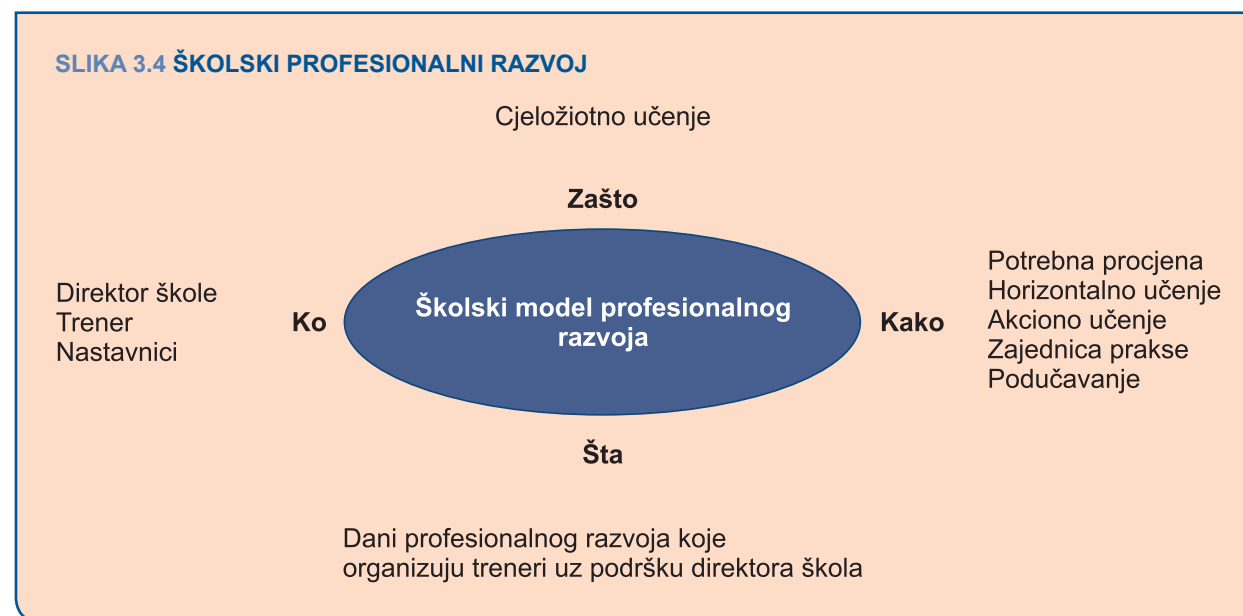 SLIKA 3.4 ŠKOLSKI PROFESIONALNI RAZVOJ
Cjeložiotno učenje
Zašto
Direktor škole
Trener
Nastavnici
Ko
Školski model profesionalnog
razvoja
Kako
Potrebna procjena
Horizontalno učenje
Akciono učenje
Zajednica prakse
Podučavanje
Šta
Dani profesionalnog razvoja koje
organizuju treneri uz podršku direktora škola